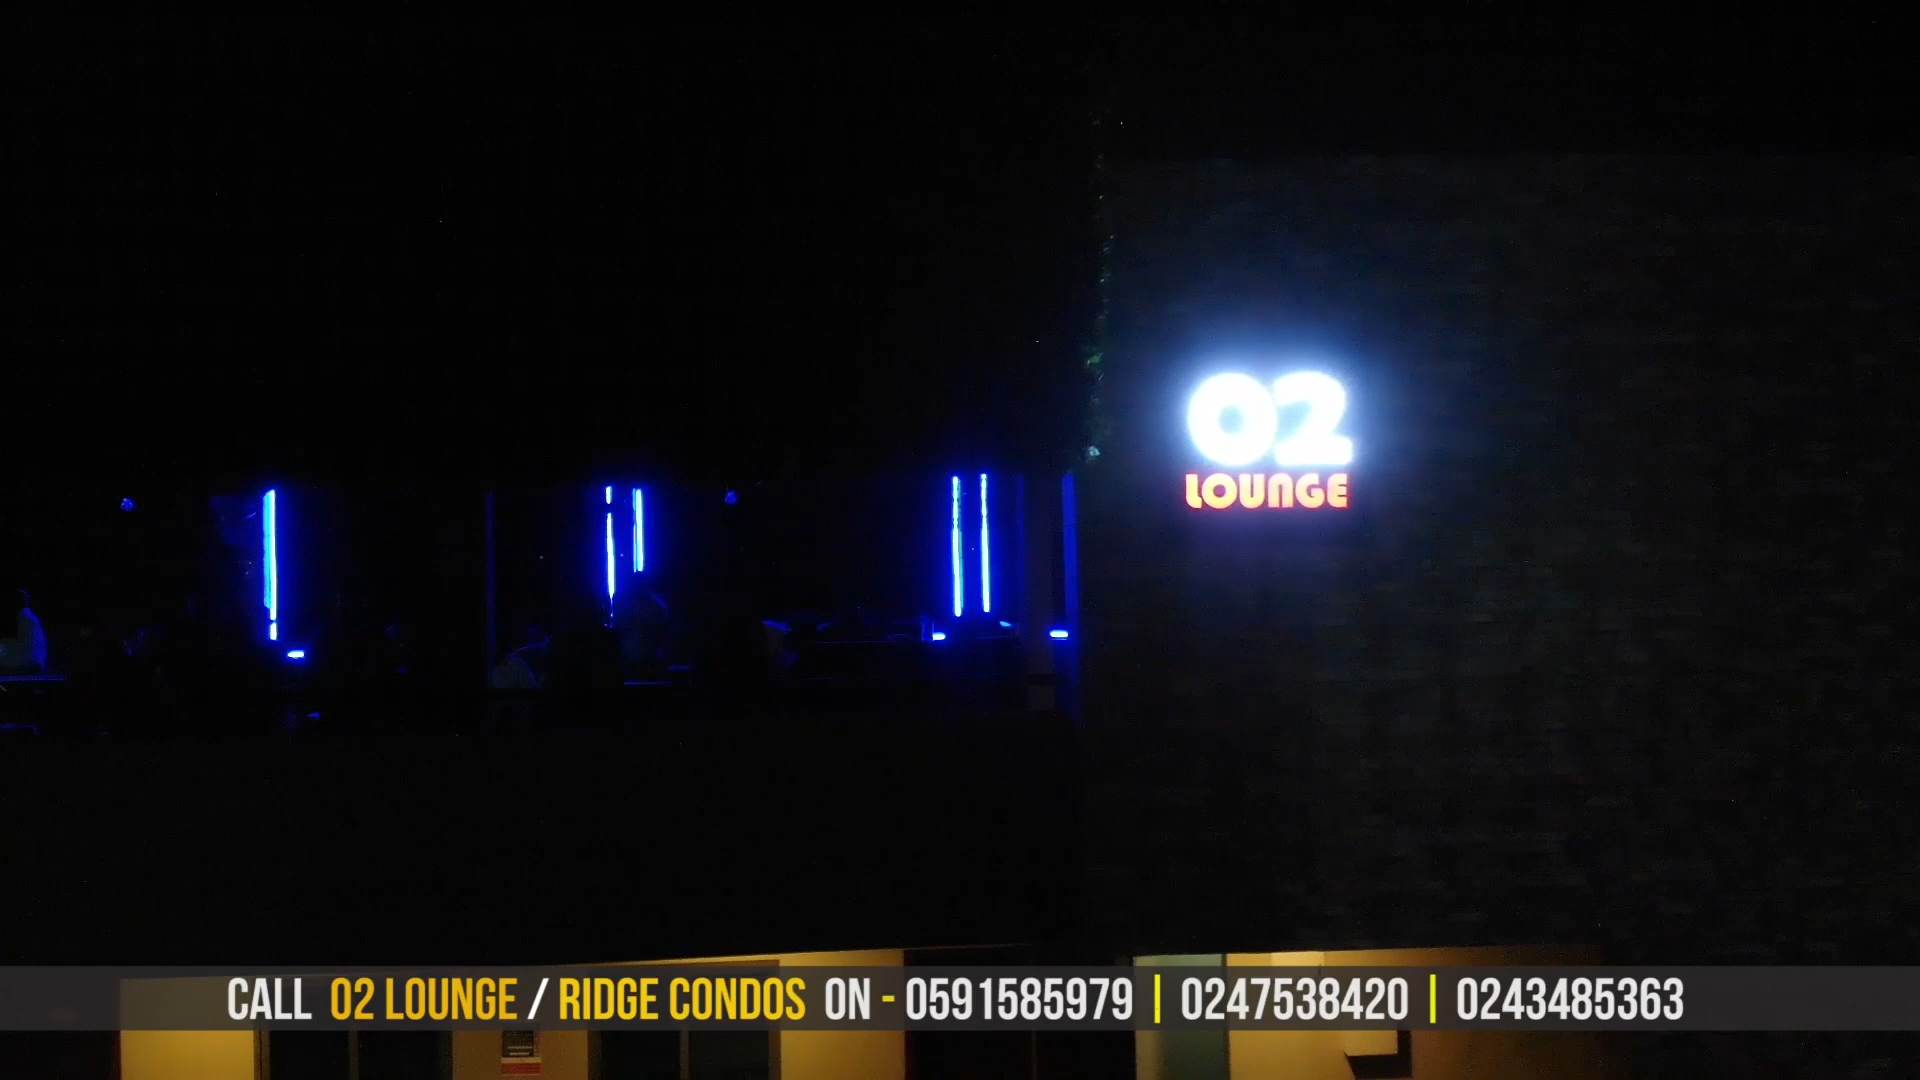 02
LOUNGE
CALL 02 LOUNGE / RIDGE CONDOS ON - 0591585979 | 0247538420 | 0243485363